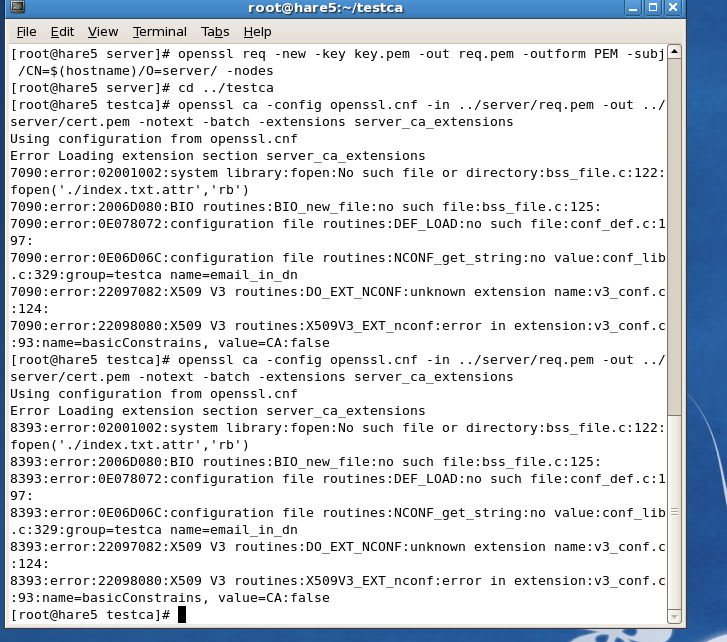 root@hare5:~/testca
File Edit View Terminal Tabs Help
[root@hare5 server]# openssl req -new -key key.pem -out req.pem -outform PEM -subj
 /CN=$(hostname)/O=server/ -nodes
[root@hare5 server]# cd ../testca
[root@hare5 testca]# openssl ca -config openssl.cnf -in ../server/req.pem -out ../
server/cert.pem -notext -batch -extensions server_ca_extensions
Using configuration from openssl.cnf
Error Loading extension section server_ca_extensions
7090:error:02001002:system library:fopen:No such file or directory:bss_file.c:122:
fopen('./index.txt.attr','rb')
7090:error:2006D080:BIO routines:BIO_new_file:no such file:bss_file.c:125:
7090:error:0E078072:configuration file routines:DEF_LOAD:no such file:conf_def.c:1
97:
7090:error:0E06D06C:configuration file routines:NCONF_get_string:no value:conf_lib
.c:329:group=testca name=email_in_dn
7090:error:22097082:X509 V3 routines:DO_EXT_NCONF:unknown extension name:v3_conf.c
:124:
7090:error:22098080:X509 V3 routines:X509V3_EXT_nconf:error in extension:v3_conf.c
:93:name=basicConstrains, value=CA:false
[root@hare5 testca]# openssl ca -config openssl.cnf -in ../server/req.pem -out ../
server/cert.pem -notext -batch -extensions server_ca_extensions
Using configuration from openssl.cnf
Error Loading extension section server_ca_extensions
8393:error:02001002:system library:fopen:No such file or directory:bss_file.c:122:
fopen('./index.txt.attr','rb')
8393:error:2006D080:BIO routines:BIO_new_file:no such file:bss_file.c:125:
8393:error:0E078072:configuration file routines:DEF_LOAD:no such file:conf_def.c:1
97:
8393:error:0E06D06C:configuration file routines:NCONF_get_string:no value:conf_lib
.c:329:group=testca name=email_in_dn
8393:error:22097082:X509 V3 routines:DO_EXT_NCONF:unknown extension name:v3_conf.c
:124:
8393:error:22098080:X509 V3 routines:X509V3_EXT_nconf:error in extension:v3_conf.c
:93:name=basicConstrains, value=CA:false
[root@hare5 testca]#